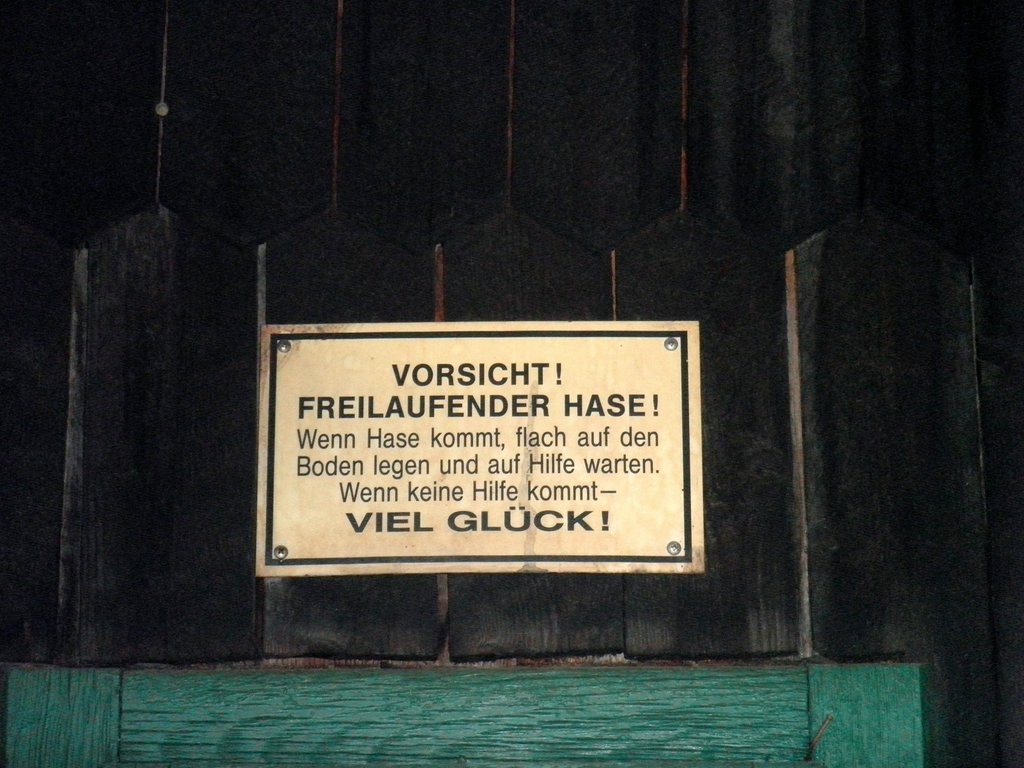 VORSICHT!
FREILAUFENDER HASE!
Wenn Hase kommt, flach auf den
Boden legen und auf Hilfe warten.
Wenn keine Hilfe kommt–
VIEL GLÜCK!